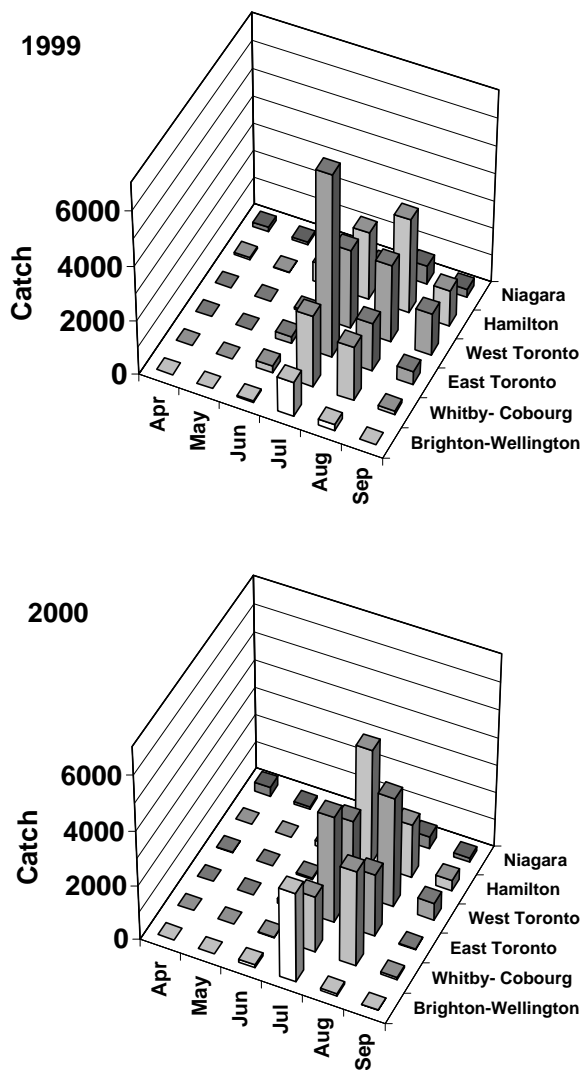 1999
6000
4000
2000
0
Catch
Apr
May
Jun
Jul
Aug
Sep
Niagara
Hamilton
West Toronto
East Toronto
Whitby- Cobourg
Brighton-Wellington
2000
6000
4000
2000
0
Catch
Apr
May
Jun
Jul
Aug
Sep
Niagara
Hamilton
West Toronto
East Toronto
Whitby- Cobourg
Brighton-Wellington